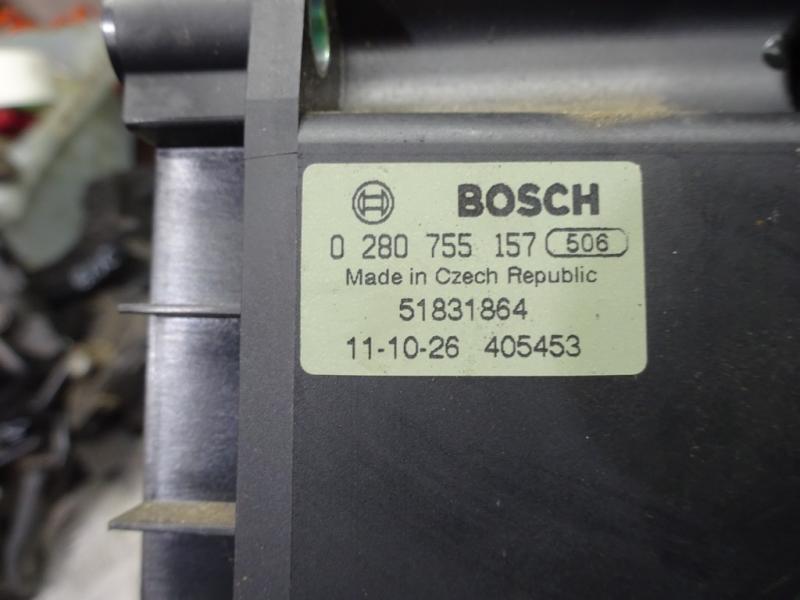 BOSCH
0 280 755 157 506
Made in Czech Republic
51831864
11-10-26 405453